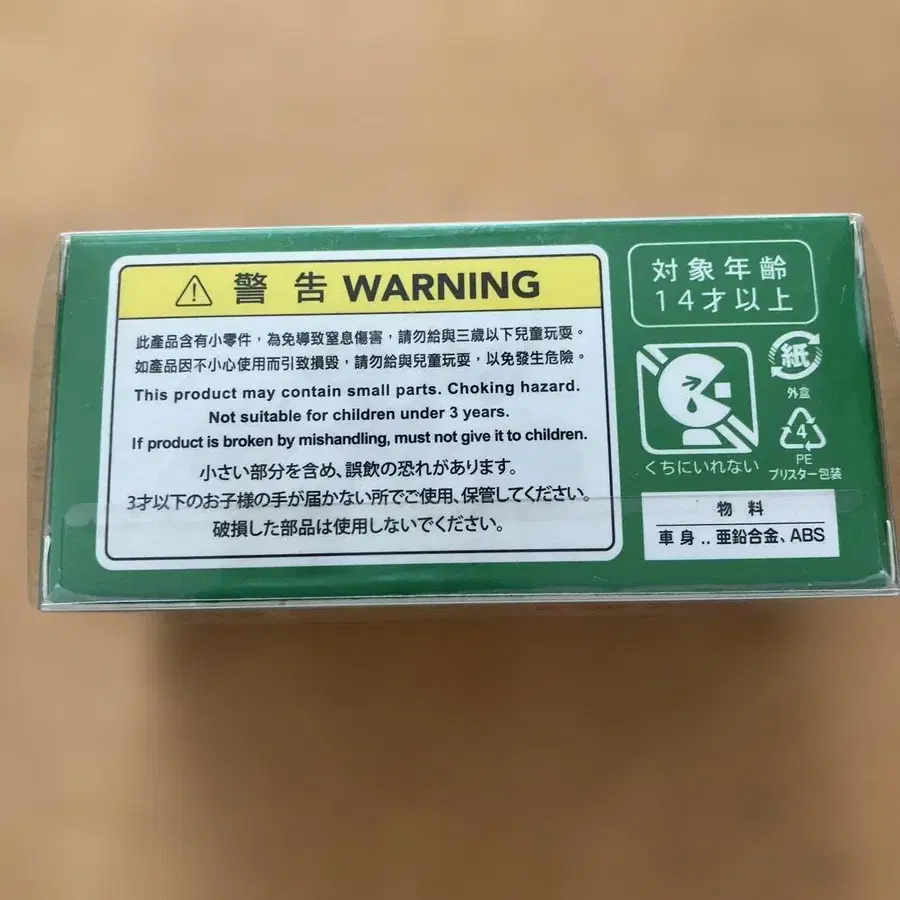 警告 WARNING
此產品含有小零件，為免導致窒息傷害，請勿給與三歲以下兒童玩耍。
如產品因不小心使用而引致損毀，請勿給與兒童玩耍，以免發生危險。
This product may contain small parts. Choking hazard.
Not suitable for children under 3 years.
If product is broken by mishandling, must not give it to children.
小さい部分を含め、誤飲の恐れがあります。
3才以下のお子様の手が届かない所でご使用、保管してください。
破損した部品は使用しないでください。
対象年齢
14才以上
くちにいれない
紙
外盒
4
PE
ブリスター包装
物料
車身‥亜鉛合金、ABS